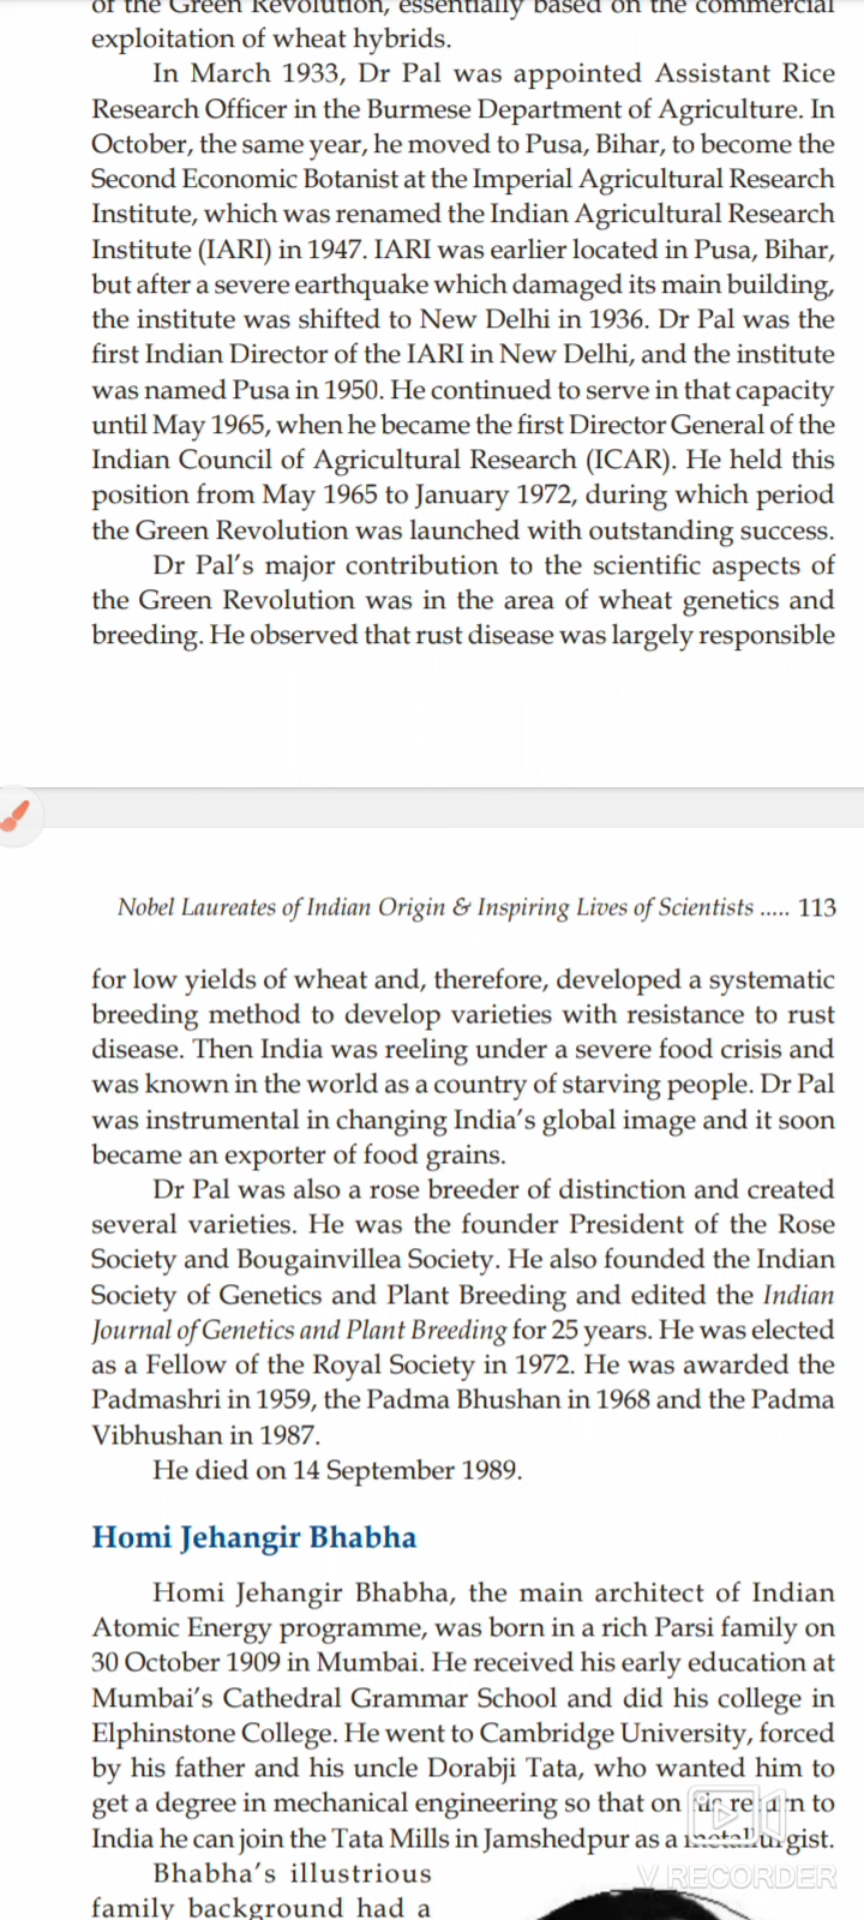 of the Green Revolution, essentially based on the commercial
exploitation of wheat hybrids.
In March 1933, Dr Pal was appointed Assistant Rice
Research Officer in the Burmese Department of Agriculture. In
October, the same year, he moved to Pusa, Bihar, to become the
Second Economic Botanist at the Imperial Agricultural Research
Institute, which was renamed the Indian Agricultural Research
Institute (IARI) in 1947. IARI was earlier located in Pusa, Bihar,
but after a severe earthquake which damaged its main building,
the institute was shifted to New Delhi in 1936. Dr Pal was the
first Indian Director of the IARI in New Delhi, and the institute
was named Pusa in 1950. He continued to serve in that capacity
until May 1965, when he became the first Director General of the
Indian Council of Agricultural Research (ICAR). He held this
position from May 1965 to January 1972, during which period
the Green Revolution was launched with outstanding success.
Dr Pal's major contribution to the scientific aspects of
the Green Revolution was in the area of wheat genetics and
breeding. He observed that rust disease was largely responsible
Nobel Laureates of Indian Origin & Inspiring Lives of Scientists ..... 113
for low yields of wheat and, therefore, developed a systematic
breeding method to develop varieties with resistance to rust
disease. Then India was reeling under a severe food crisis and
was known in the world as a country of starving people. Dr Pal
was instrumental in changing India's global image and it soon
became an exporter of food grains.
Dr Pal was also a rose breeder of distinction and created
several varieties. He was the founder President of the Rose
Society and Bougainvillea Society. He also founded the Indian
Society of Genetics and Plant Breeding and edited the Indian
Journal of Genetics and Plant Breeding for 25 years. He was elected
as a Fellow of the Royal Society in 1972. He was awarded the
Padmashri in 1959, the Padma Bhushan in 1968 and the Padma
Vibhushan in 1987.
He died on 14 September 1989.
Homi Jehangir Bhabha
Homi Jehangir Bhabha, the main architect of Indian
Atomic Energy programme, was born in a rich Parsi family on
30 October 1909 in Mumbai. He received his early education at
Mumbai's Cathedral Grammar School and did his college in
Elphinstone College. He went to Cambridge University, forced
by his father and his uncle Dorabji Tata, who wanted him to
get a degree in mechanical engineering so that on his return to
India he can join the Tata Mills in Jamshedpur as a metallurgist.
V RECORDER
Bhabha's illustrious
family background had a